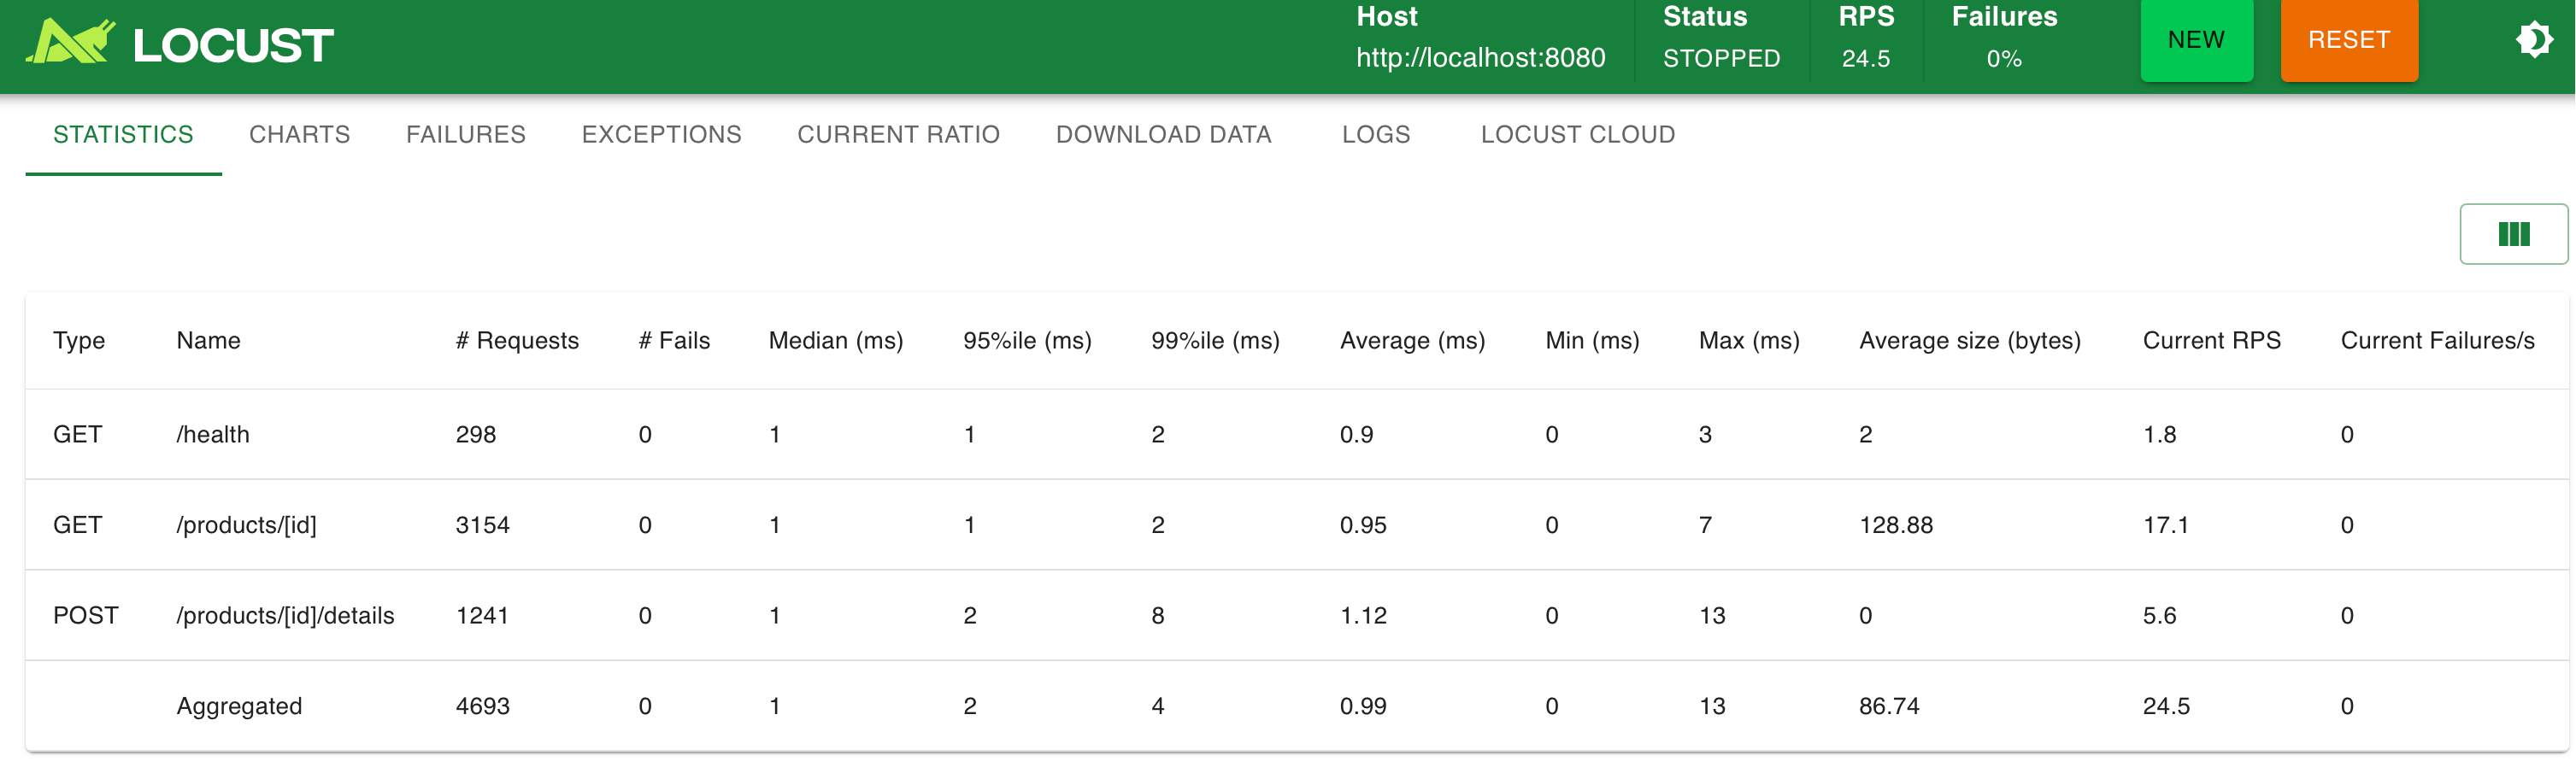 LOCUST
Host Status RPS Failures
http://localhost:8080 STOPPED 24.5 0% NEW RESET
STATISTICS CHARTS FAILURES EXCEPTIONS CURRENT RATIO DOWNLOAD DATA LOGS LOCUST CLOUD
Type Name # Requests # Fails Median (ms) 95%ile (ms) 99%ile (ms) Average (ms) Min (ms) Max (ms) Average size (bytes) Current RPS Current Failures/s
GET /health 298 0 1 1 2 0.9 0 3 2 1.8 0
GET /products/[id] 3154 0 1 1 2 0.95 0 7 128.88 17.1 0
POST /products/[id]/details 1241 0 1 2 8 1.12 0 13 0 5.6 0
Aggregated 4693 0 1 2 4 0.99 0 13 86.74 24.5 0